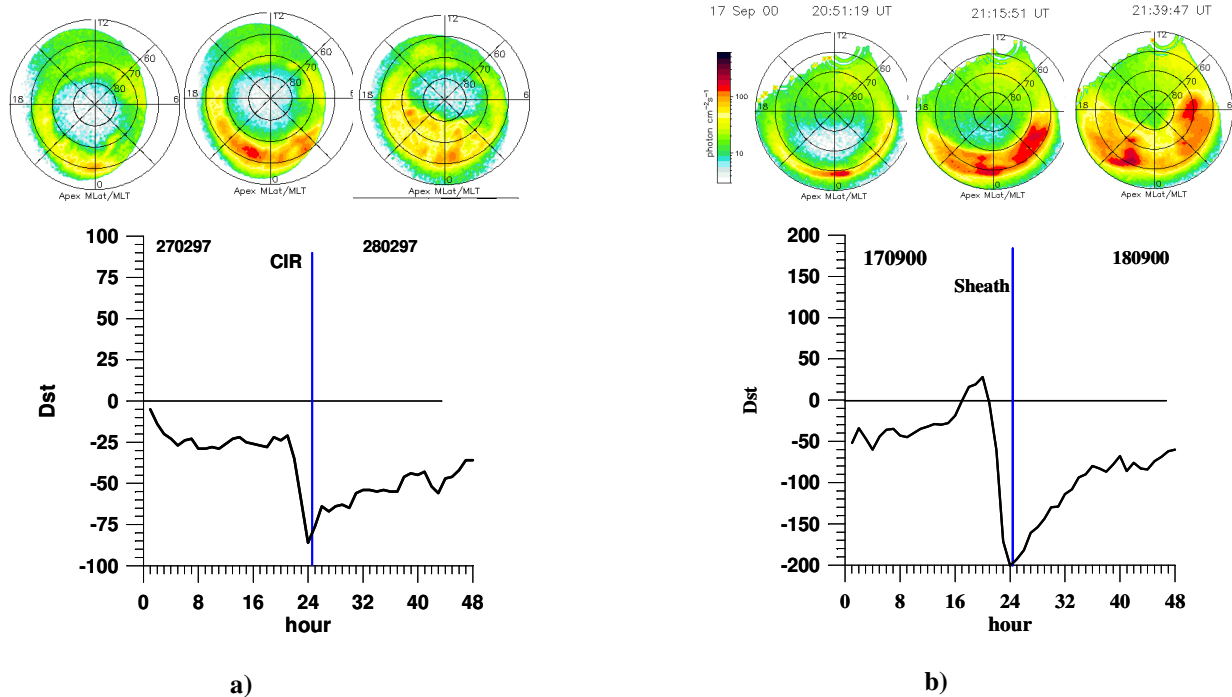 17 Sep 00 20:51:19 UT 21:15:51 UT 21:39:47 UT
12 60 70 80 18 6 0
Apex MLat/MLT
12 60 70 80 0
Apex MLat/MLT
12 60 70 80 6 0
Apex MLat/MLT
photon cm⁻²s⁻¹
100
10
12 60 70 80 18 0
Apex MLat/MLT
12 60 70 80 0
Apex MLat/MLT
12 60 70 80 6 0
Apex MLat/MLT
270297 280297
CIR
Dst
100
75
50
25
0
-25
-50
-75
-100
0 8 16 24 32 40 48
hour
a)
170900 180900
Sheath
Dst
200
150
100
50
0
-50
-100
-150
-200
0 8 16 24 32 40 48
hour
b)